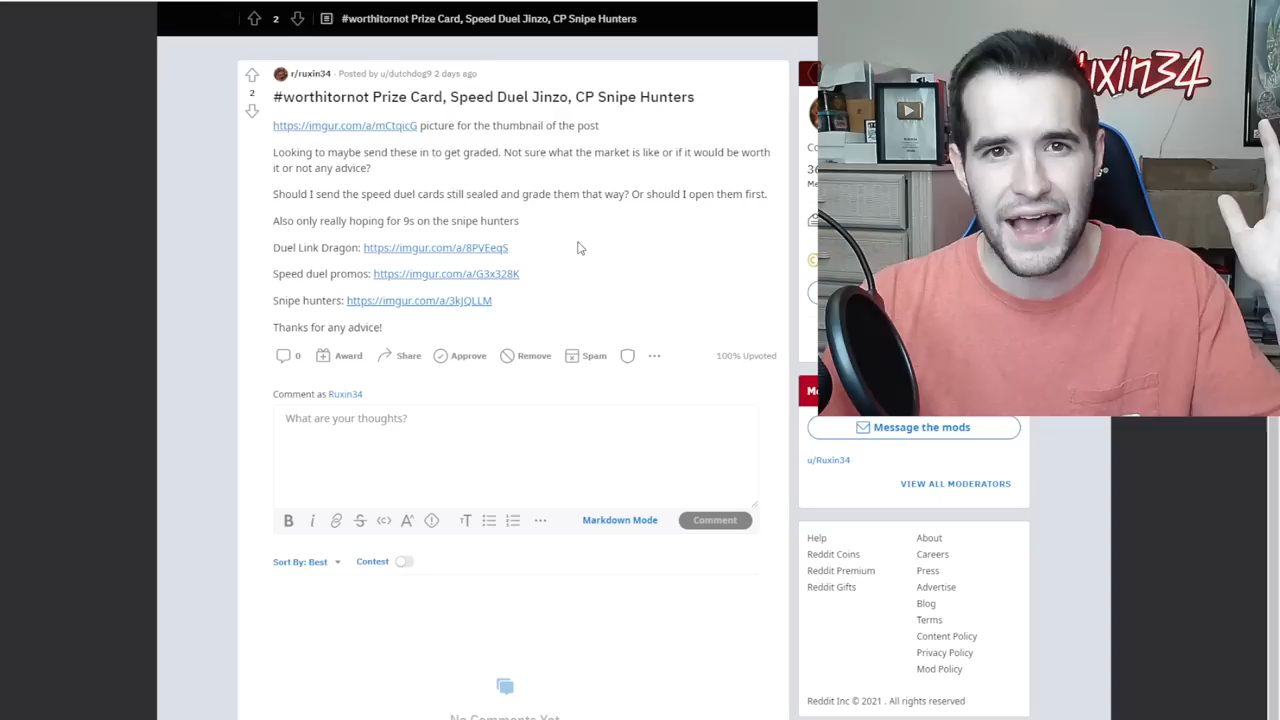 2
#worthitornot Prize Card, Speed Duel Jinzo, CP Snipe Hunters
r/ruxin34 · Posted by u/dutchdog9 2 days ago
2
#worthitornot Prize Card, Speed Duel Jinzo, CP Snipe Hunters
https://imgur.com/a/mCtqicG picture for the thumbnail of the post
Looking to maybe send these in to get graded. Not sure what the market is like or if it would be worth
it or not any advice?
Should I send the speed duel cards still sealed and grade them that way? Or should I open them first.
Also only really hoping for 9s on the snipe hunters
Duel Link Dragon: https://imgur.com/a/8PVEeqS
Speed duel promos: https://imgur.com/a/G3x328K
Snipe hunters: https://imgur.com/a/3kJQLLM
Thanks for any advice!
0 Award Share Approve Remove Spam ··· 100% Upvoted
Comment as Ruxin34
What are your thoughts?
B i T ··· Markdown Mode Comment
Sort By: Best Contest
No Comments Yet
ruxin34
Message the mods
u/Ruxin34
VIEW ALL MODERATORS
Help About
Reddit Coins Careers
Reddit Premium Press
Reddit Gifts Advertise
Blog
Terms
Content Policy
Privacy Policy
Mod Policy
Reddit Inc © 2021 . All rights reserved